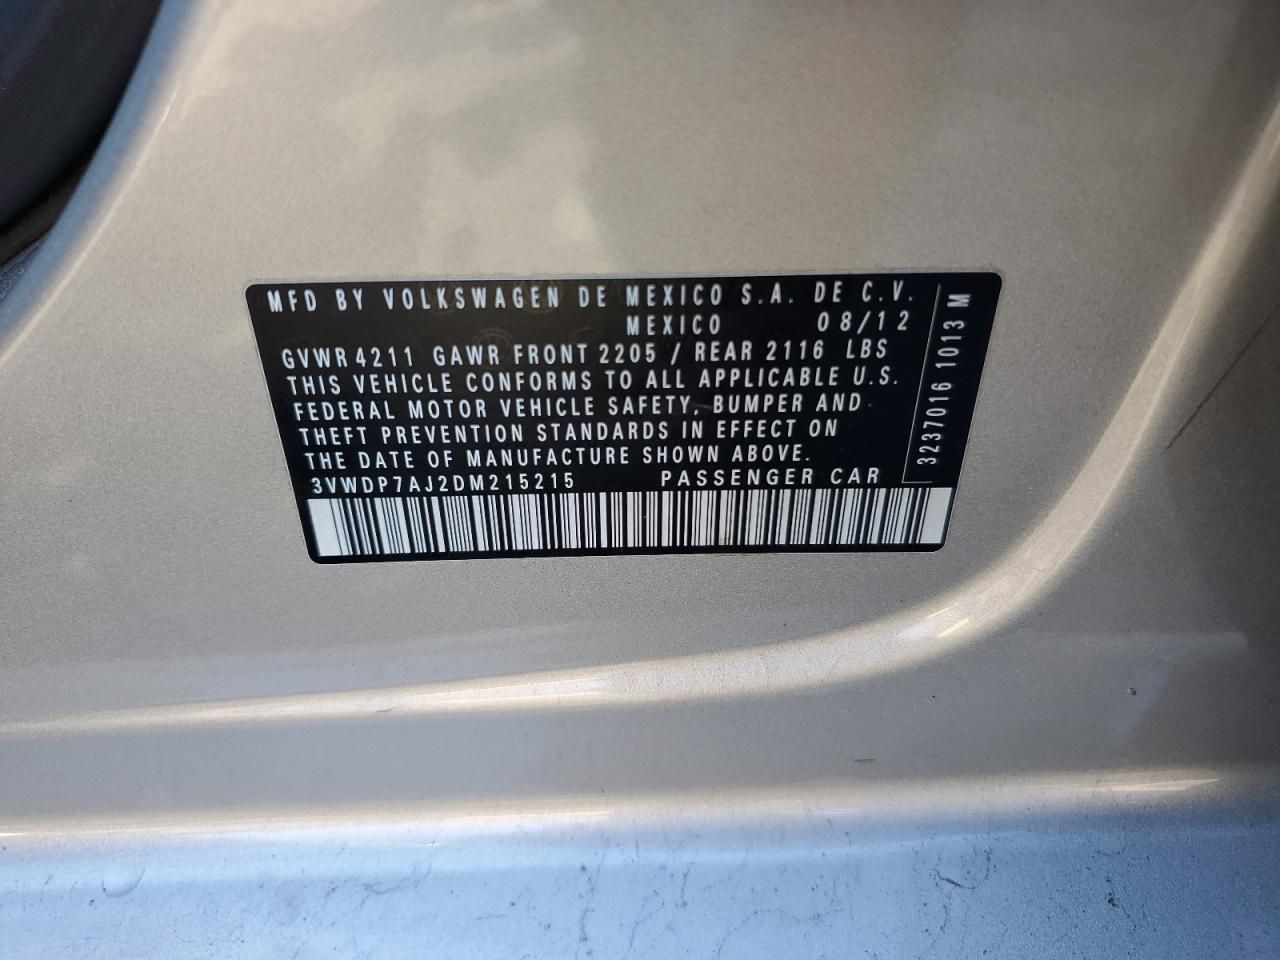 MFD BY VOLKSWAGEN DE MEXICO S.A. DE C.V.
MEXICO 08/12
GVWR 4211 GAWR FRONT 2205 / REAR 2116 LBS
THIS VEHICLE CONFORMS TO ALL APPLICABLE U.S.
FEDERAL MOTOR VEHICLE SAFETY, BUMPER AND
THEFT PREVENTION STANDARDS IN EFFECT ON
THE DATE OF MANUFACTURE SHOWN ABOVE.
3VWDP7AJ2DM215215 PASSENGER CAR
3237016 1013 M